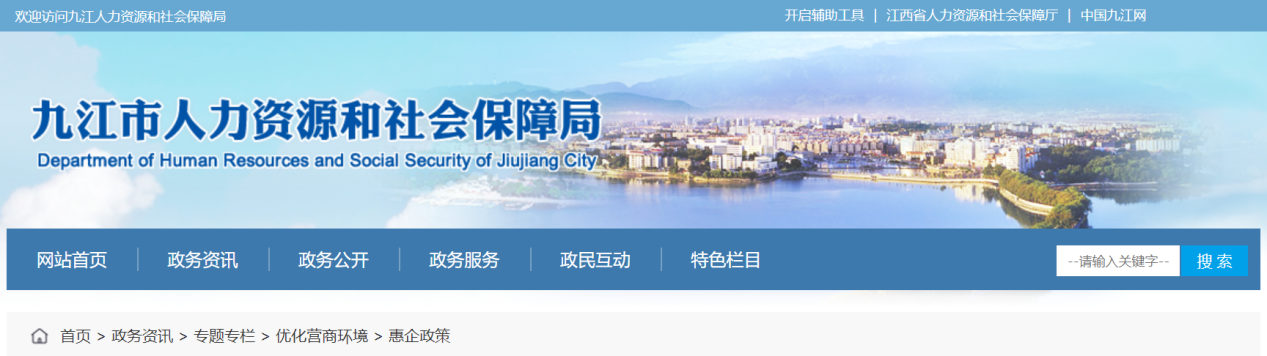 欢迎访问九江人力资源和社会保障局
开启辅助工具 | 江西省人力资源和社会保障厅 | 中国九江网
九江市人力资源和社会保障局
Department of Human Resources and Social Security of Jiujiang City
网站首页 政务资讯 政务公开 政务服务 政民互动 特色栏目 --请输入关键字-- 搜 索
首页 > 政务资讯 > 专题专栏 > 优化营商环境 > 惠企政策